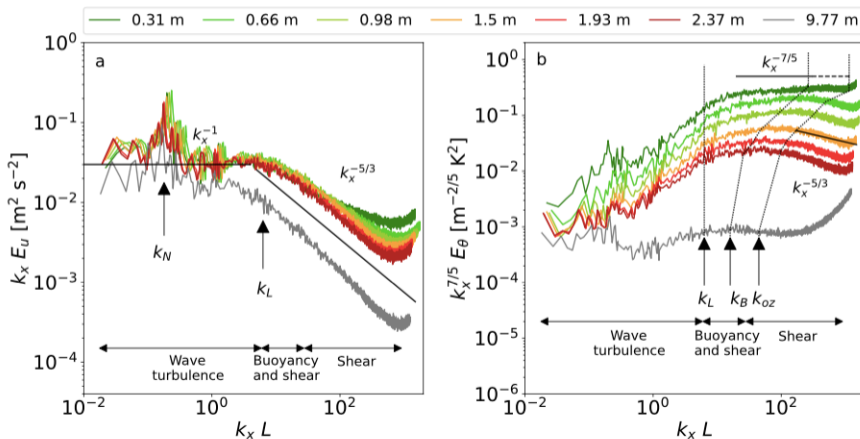 0.31 m 0.66 m 0.98 m 1.5 m 1.93 m 2.37 m 9.77 m
a
10^0
10^-1
10^-2
10^-3
10^-4
k_x E_u [m^2 s^-2]
k_x^-1
k_x^-5/3
k_N
k_L
Wave turbulence
Buoyancy and shear
Shear
10^-2 10^0 10^2
k_x L
b
10^1
10^0
10^-1
10^-2
10^-3
10^-4
10^-5
10^-6
k_x^7/5 E_θ [m^-2/5 K^2]
k_x^-7/5
k_x^-5/3
k_L k_B k_oz
Wave turbulence
Buoyancy and shear
Shear
10^-2 10^0 10^2
k_x L